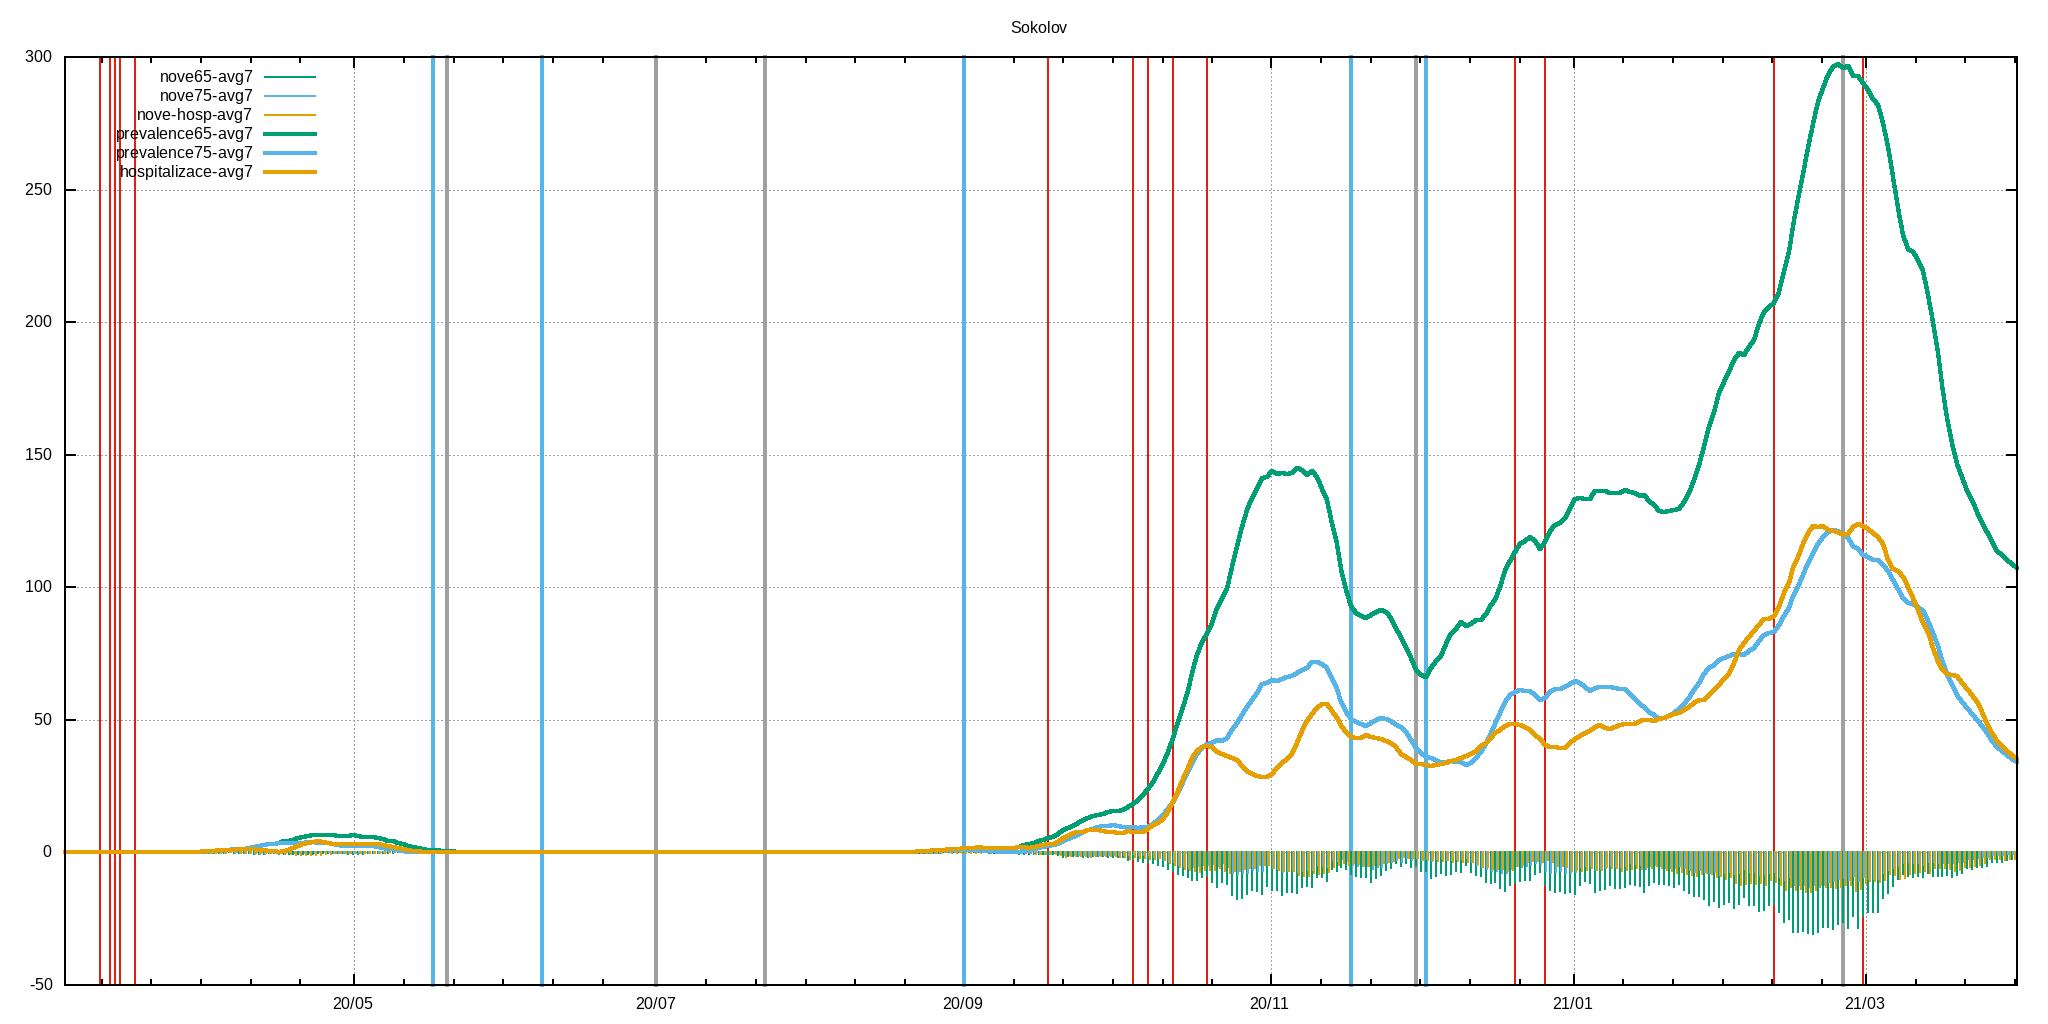 Sokolov
300
250
200
150
100
50
0
-50
nove65-avg7
nove75-avg7
nove-hosp-avg7
prevalence65-avg7
prevalence75-avg7
hospitalizace-avg7
20/05 20/07 20/09 20/11 21/01 21/03